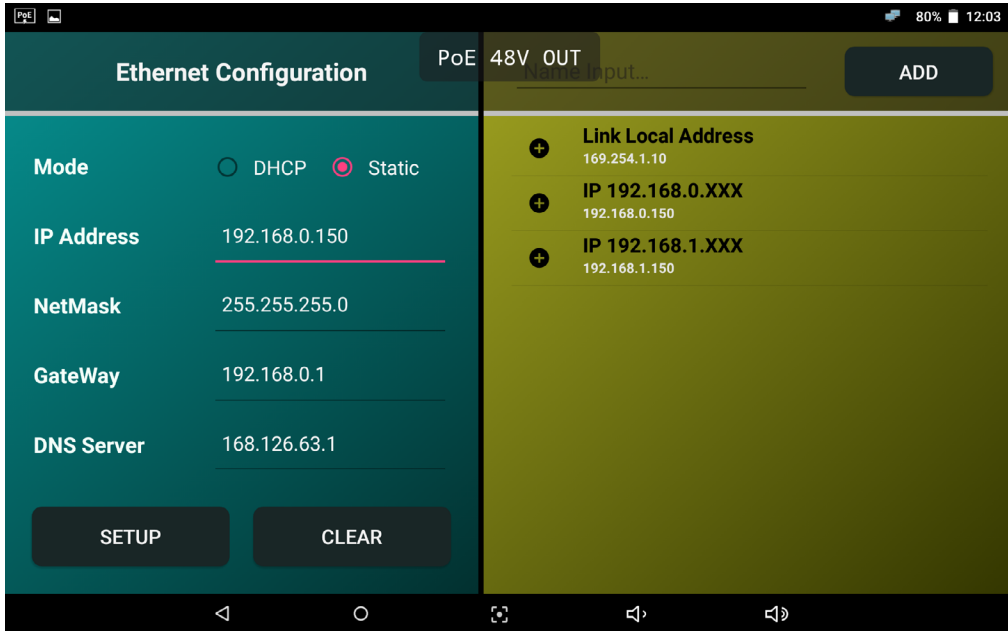 PoE
80% 12:03
PoE 48V OUT
Ethernet Configuration
Name Input...
ADD
Mode
DHCP
Static
IP Address
192.168.0.150
NetMask
255.255.255.0
GateWay
192.168.0.1
DNS Server
168.126.63.1
SETUP
CLEAR
Link Local Address
169.254.1.10
IP 192.168.0.XXX
192.168.0.150
IP 192.168.1.XXX
192.168.1.150